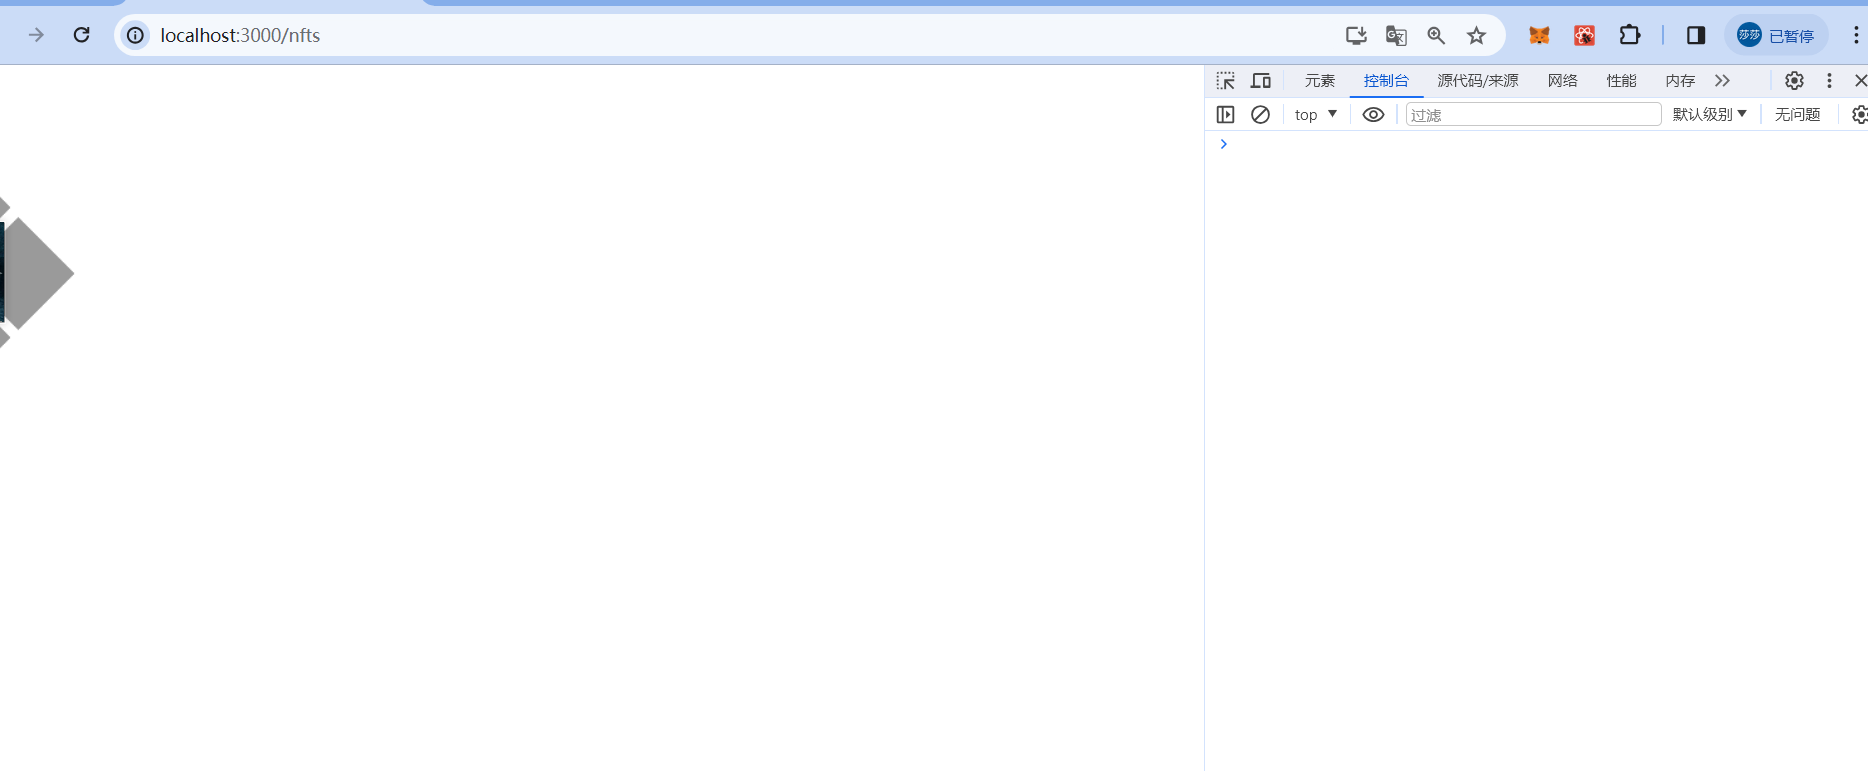 localhost:3000/nfts
莎莎 已暂停
元素 控制台 源代码/来源 网络 性能 内存
top 过滤 默认级别 无问题